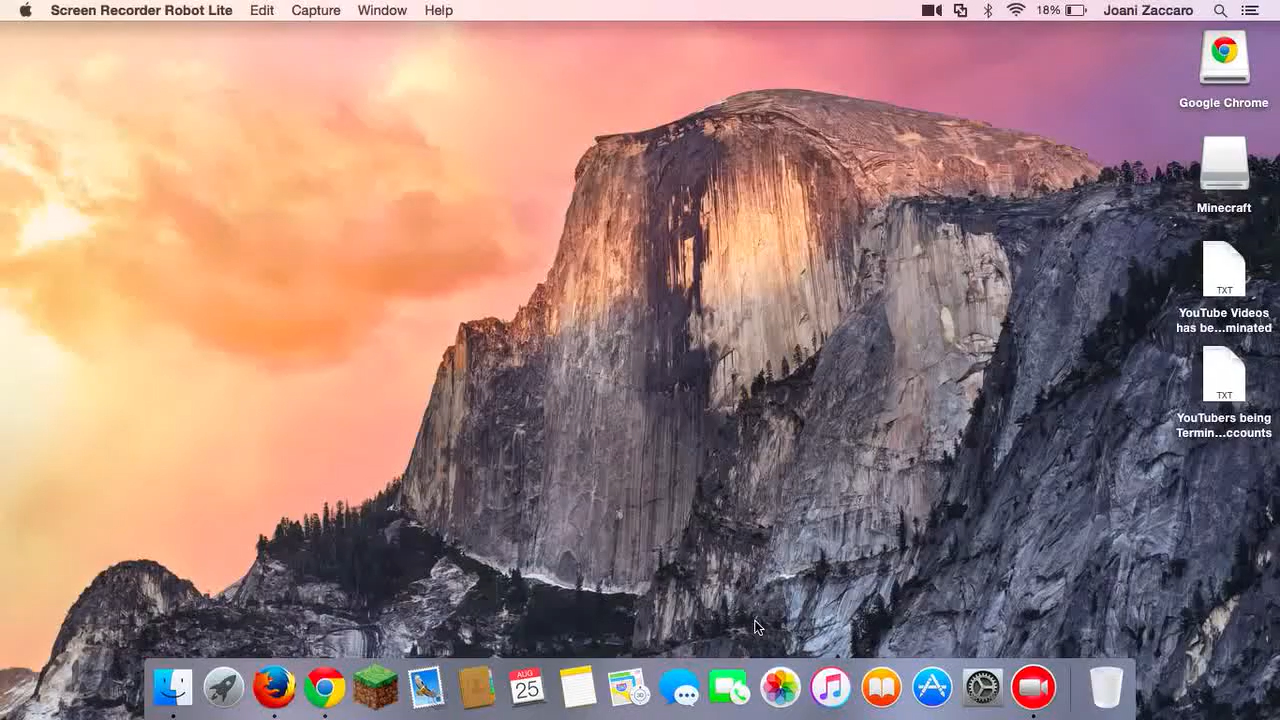 Screen Recorder Robot Lite Edit Capture Window Help 18% Joani Zaccaro
Google Chrome
Minecraft
TXT
YouTube Videos
has be...minated
TXT
YouTubers being
Termin...ccounts
AUG
25